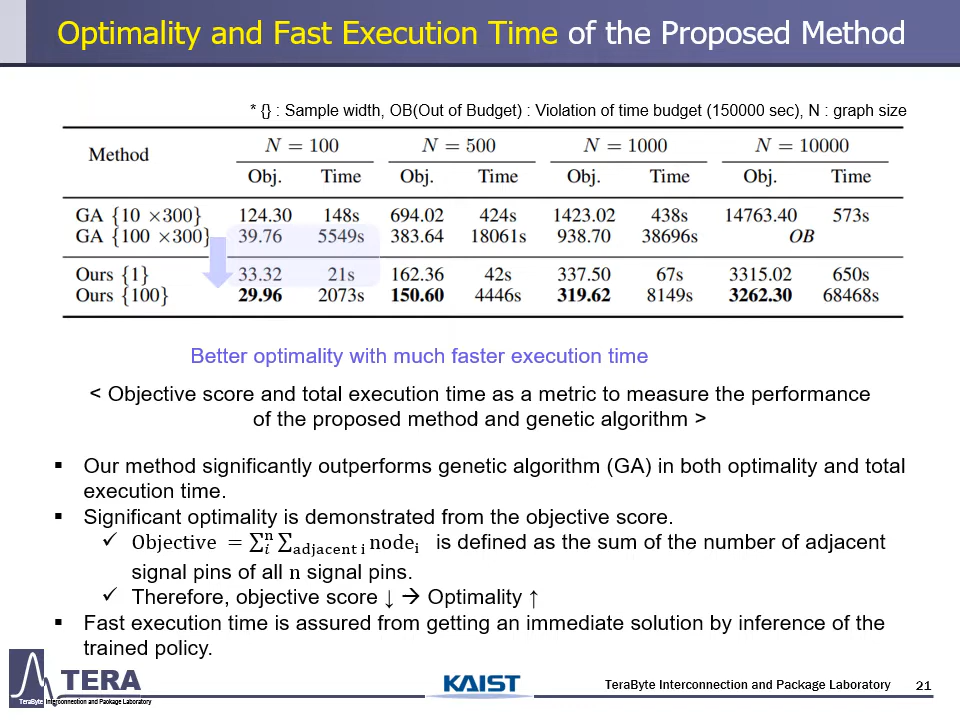 Optimality and Fast Execution Time of the Proposed Method
* {} : Sample width, OB(Out of Budget) : Violation of time budget (150000 sec), N : graph size
Method N = 100 N = 500 N = 1000 N = 10000
Obj. Time Obj. Time Obj. Time Obj. Time
GA {10 ×300} 124.30 148s 694.02 424s 1423.02 438s 14763.40 573s
GA {100 ×300} 39.76 5549s 383.64 18061s 938.70 38696s OB
Ours {1} 33.32 21s 162.36 42s 337.50 67s 3315.02 650s
Ours {100} 29.96 2073s 150.60 4446s 319.62 8149s 3262.30 68468s
Better optimality with much faster execution time
< Objective score and total execution time as a metric to measure the performance
of the proposed method and genetic algorithm >
▪ Our method significantly outperforms genetic algorithm (GA) in both optimality and total
execution time.
▪ Significant optimality is demonstrated from the objective score.
✓ Objective = ∑ᵢⁿ ∑adjacent i nodeᵢ is defined as the sum of the number of adjacent
signal pins of all n signal pins.
✓ Therefore, objective score ↓ → Optimality ↑
▪ Fast execution time is assured from getting an immediate solution by inference of the
trained policy.
TERA
TeraByte Interconnection and Package Laboratory
KAIST
TeraByte Interconnection and Package Laboratory
21